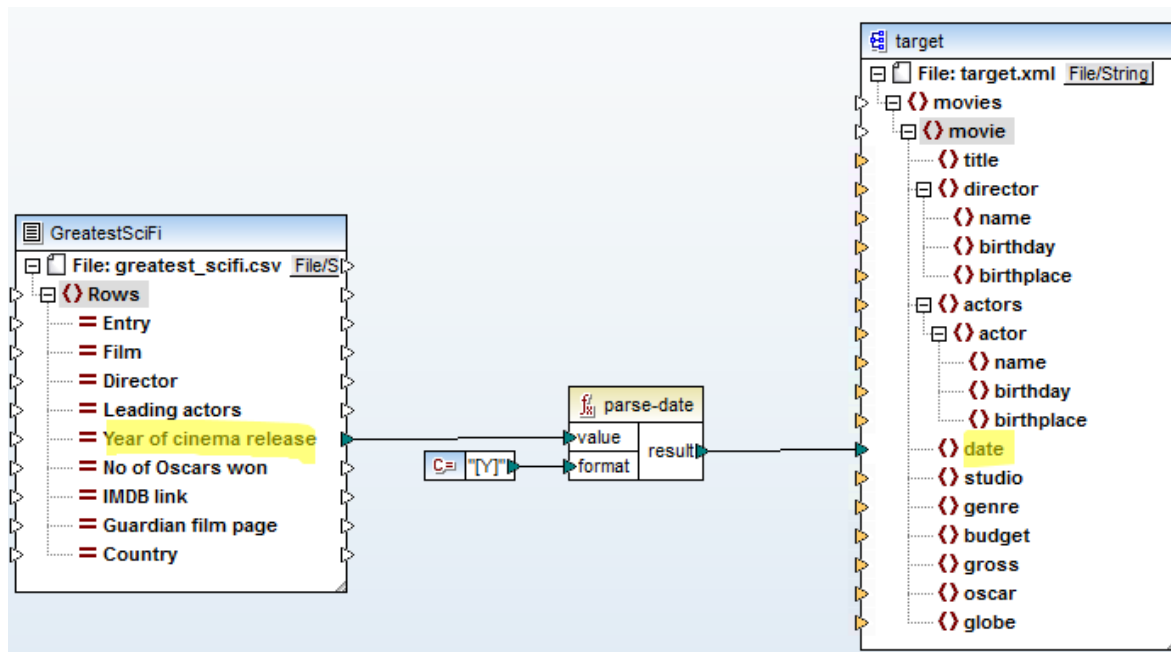 GreatestSciFi
File: greatest_scifi.csv File/S
Rows
Entry
Film
Director
Leading actors
Year of cinema release
No of Oscars won
IMDB link
Guardian film page
Country
fx parse-date
value
format
result
C= "[Y]"
target
File: target.xml File/String
movies
movie
title
director
name
birthday
birthplace
actors
actor
name
birthday
birthplace
date
studio
genre
budget
gross
oscar
globe